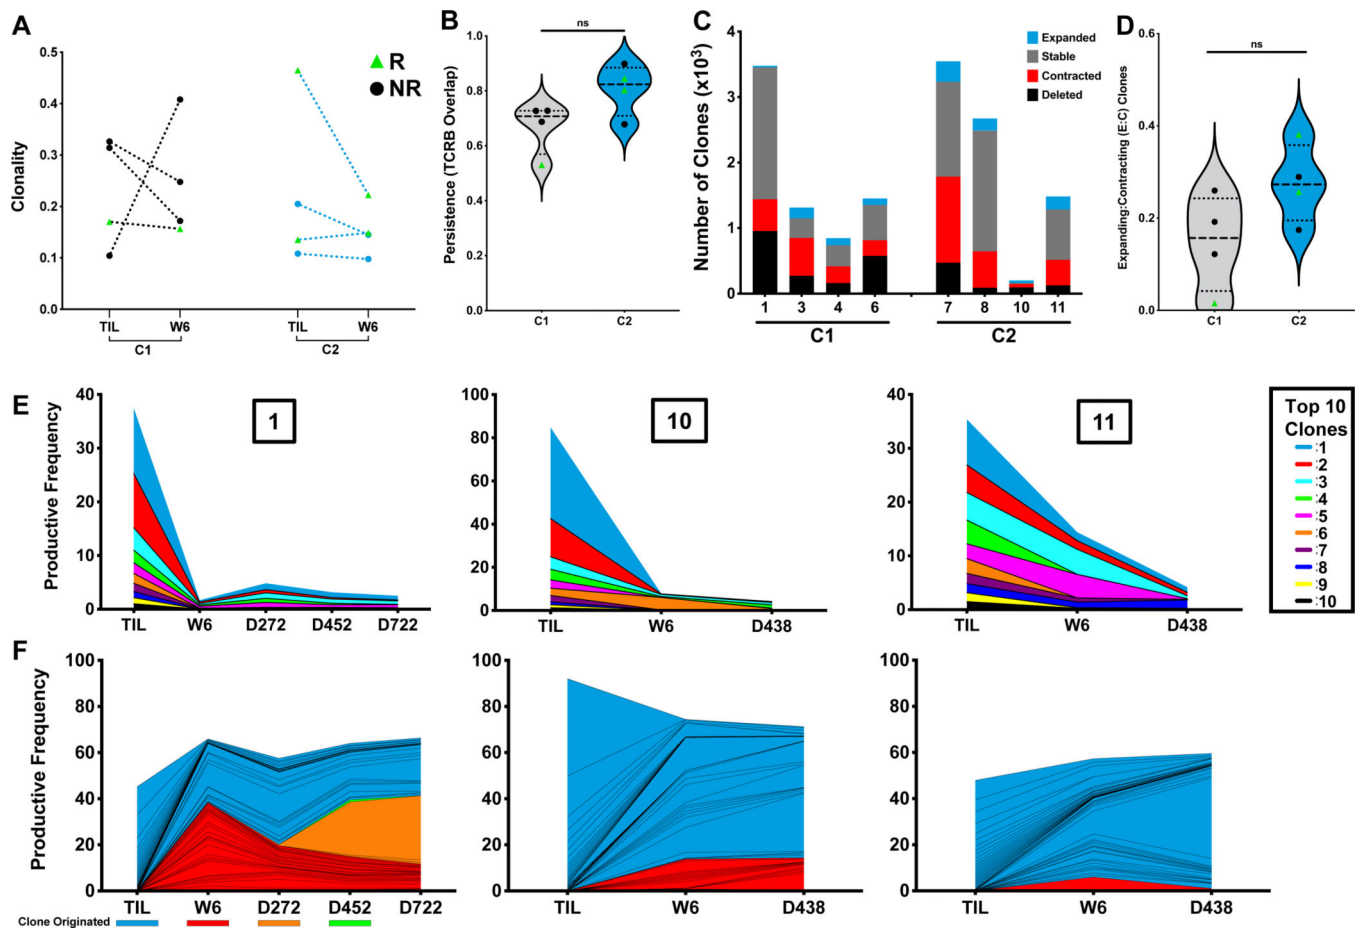 A
Clonality
0.5
0.4
0.3
0.2
0.1
0.0
R
NR
TIL
W6
TIL
W6
C1
C2
B
ns
Persistence (TCRB Overlap)
1.0
0.8
0.6
0.4
0.2
0.0
C1
C2
C
Number of Clones (x10³)
4
3
2
1
0
Expanded
Stable
Contracted
Deleted
1 3 4 6 7 8 10 11
C1
C2
D
ns
Expanding:Contracting (E:C) Clones
0.6
0.4
0.2
0.0
C1
C2
E
Productive Frequency
40
30
20
10
0
1
TIL W6 D272 D452 D722
100
80
60
40
20
0
10
TIL W6 D438
40
30
20
10
0
11
TIL W6 D438
Top 10
Clones
:1
:2
:3
:4
:5
:6
:7
:8
:9
:10
F
Productive Frequency
100
80
60
40
20
0
TIL W6 D272 D452 D722
Clone Originated
100
80
60
40
20
0
TIL W6 D438
100
80
60
40
20
0
TIL W6 D438